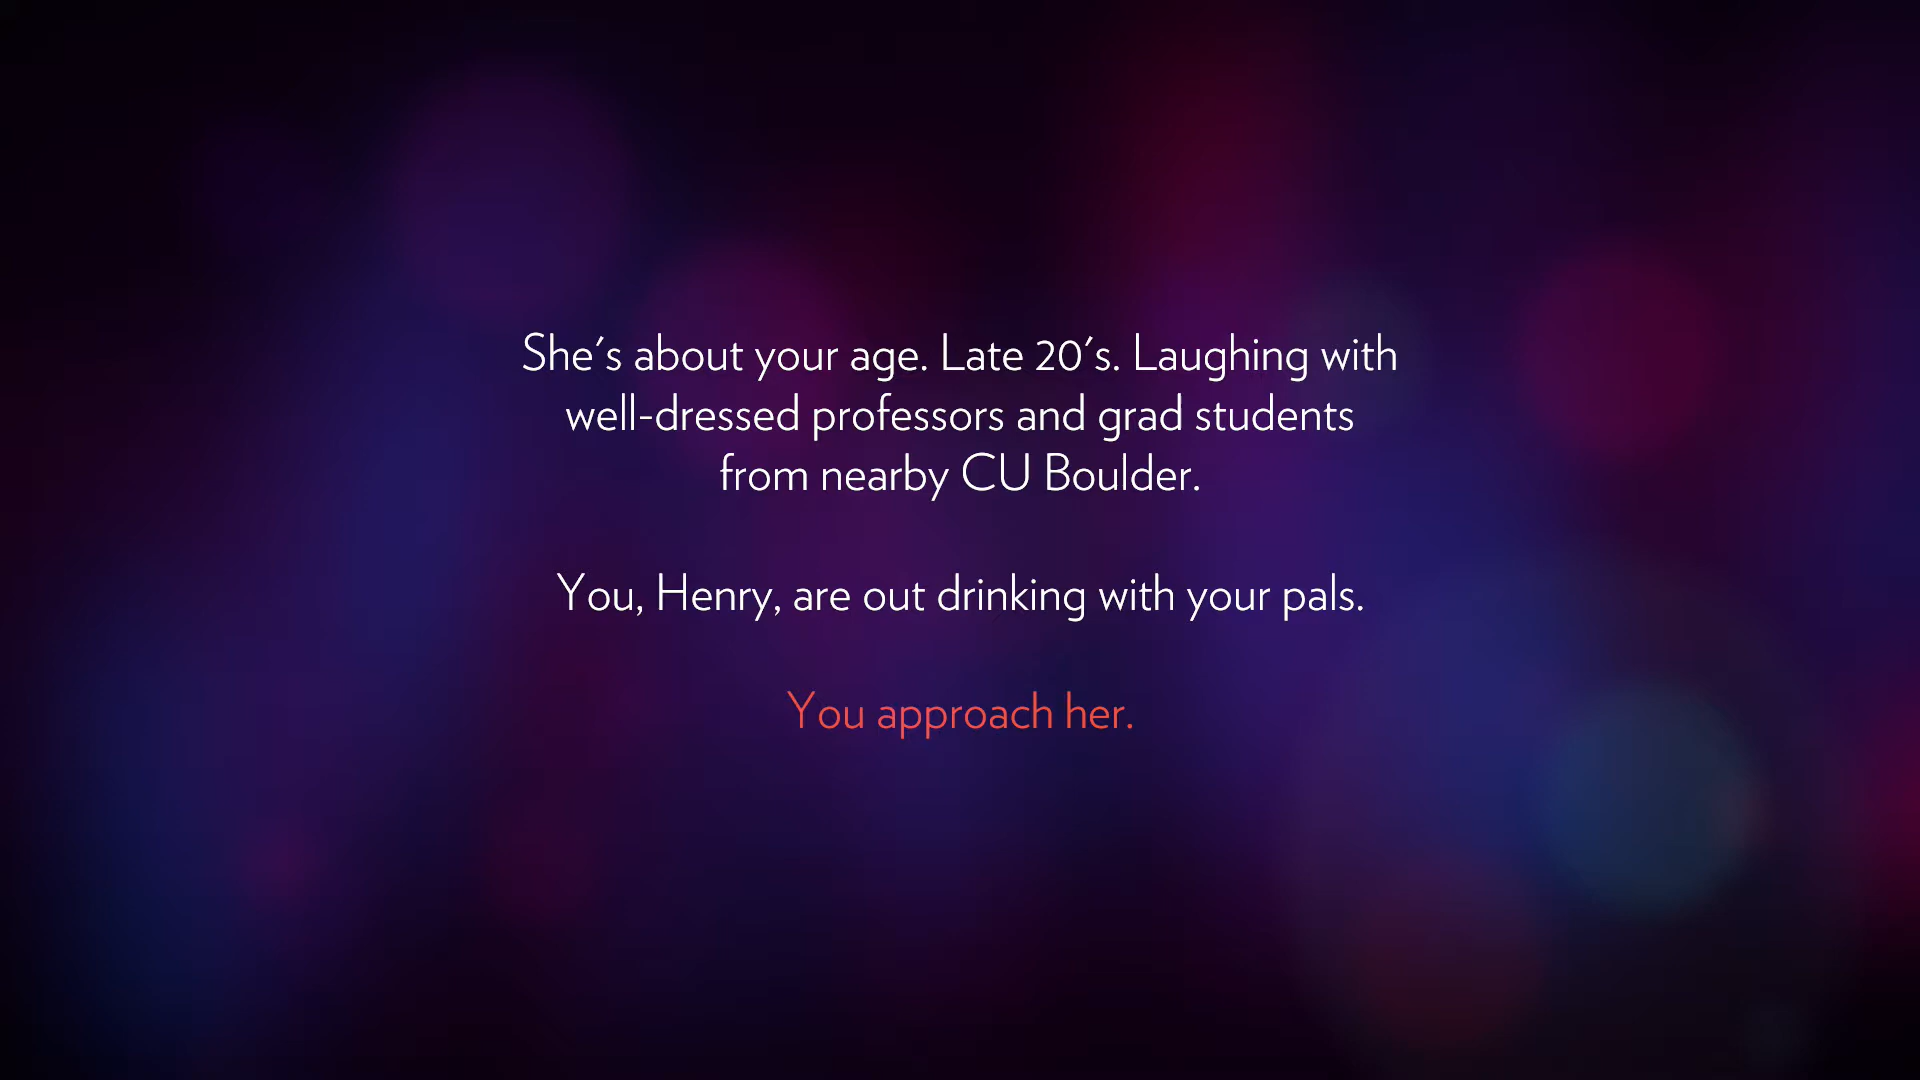 She's about your age. Late 20's. Laughing with
well-dressed professors and grad students
from nearby CU Boulder.
You, Henry, are out drinking with your pals.
You approach her.